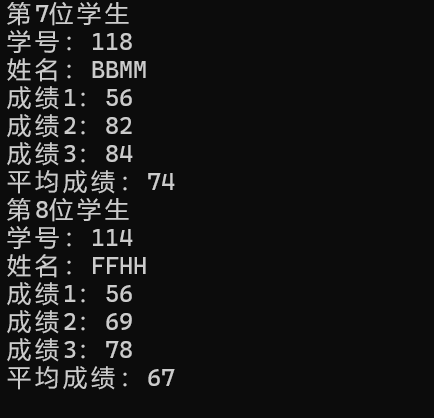 第7位学生
学号: 118
姓名: BBMM
成绩1: 56
成绩2: 82
成绩3: 84
平均成绩: 74
第8位学生
学号: 114
姓名: FFHH
成绩1: 56
成绩2: 69
成绩3: 78
平均成绩: 67